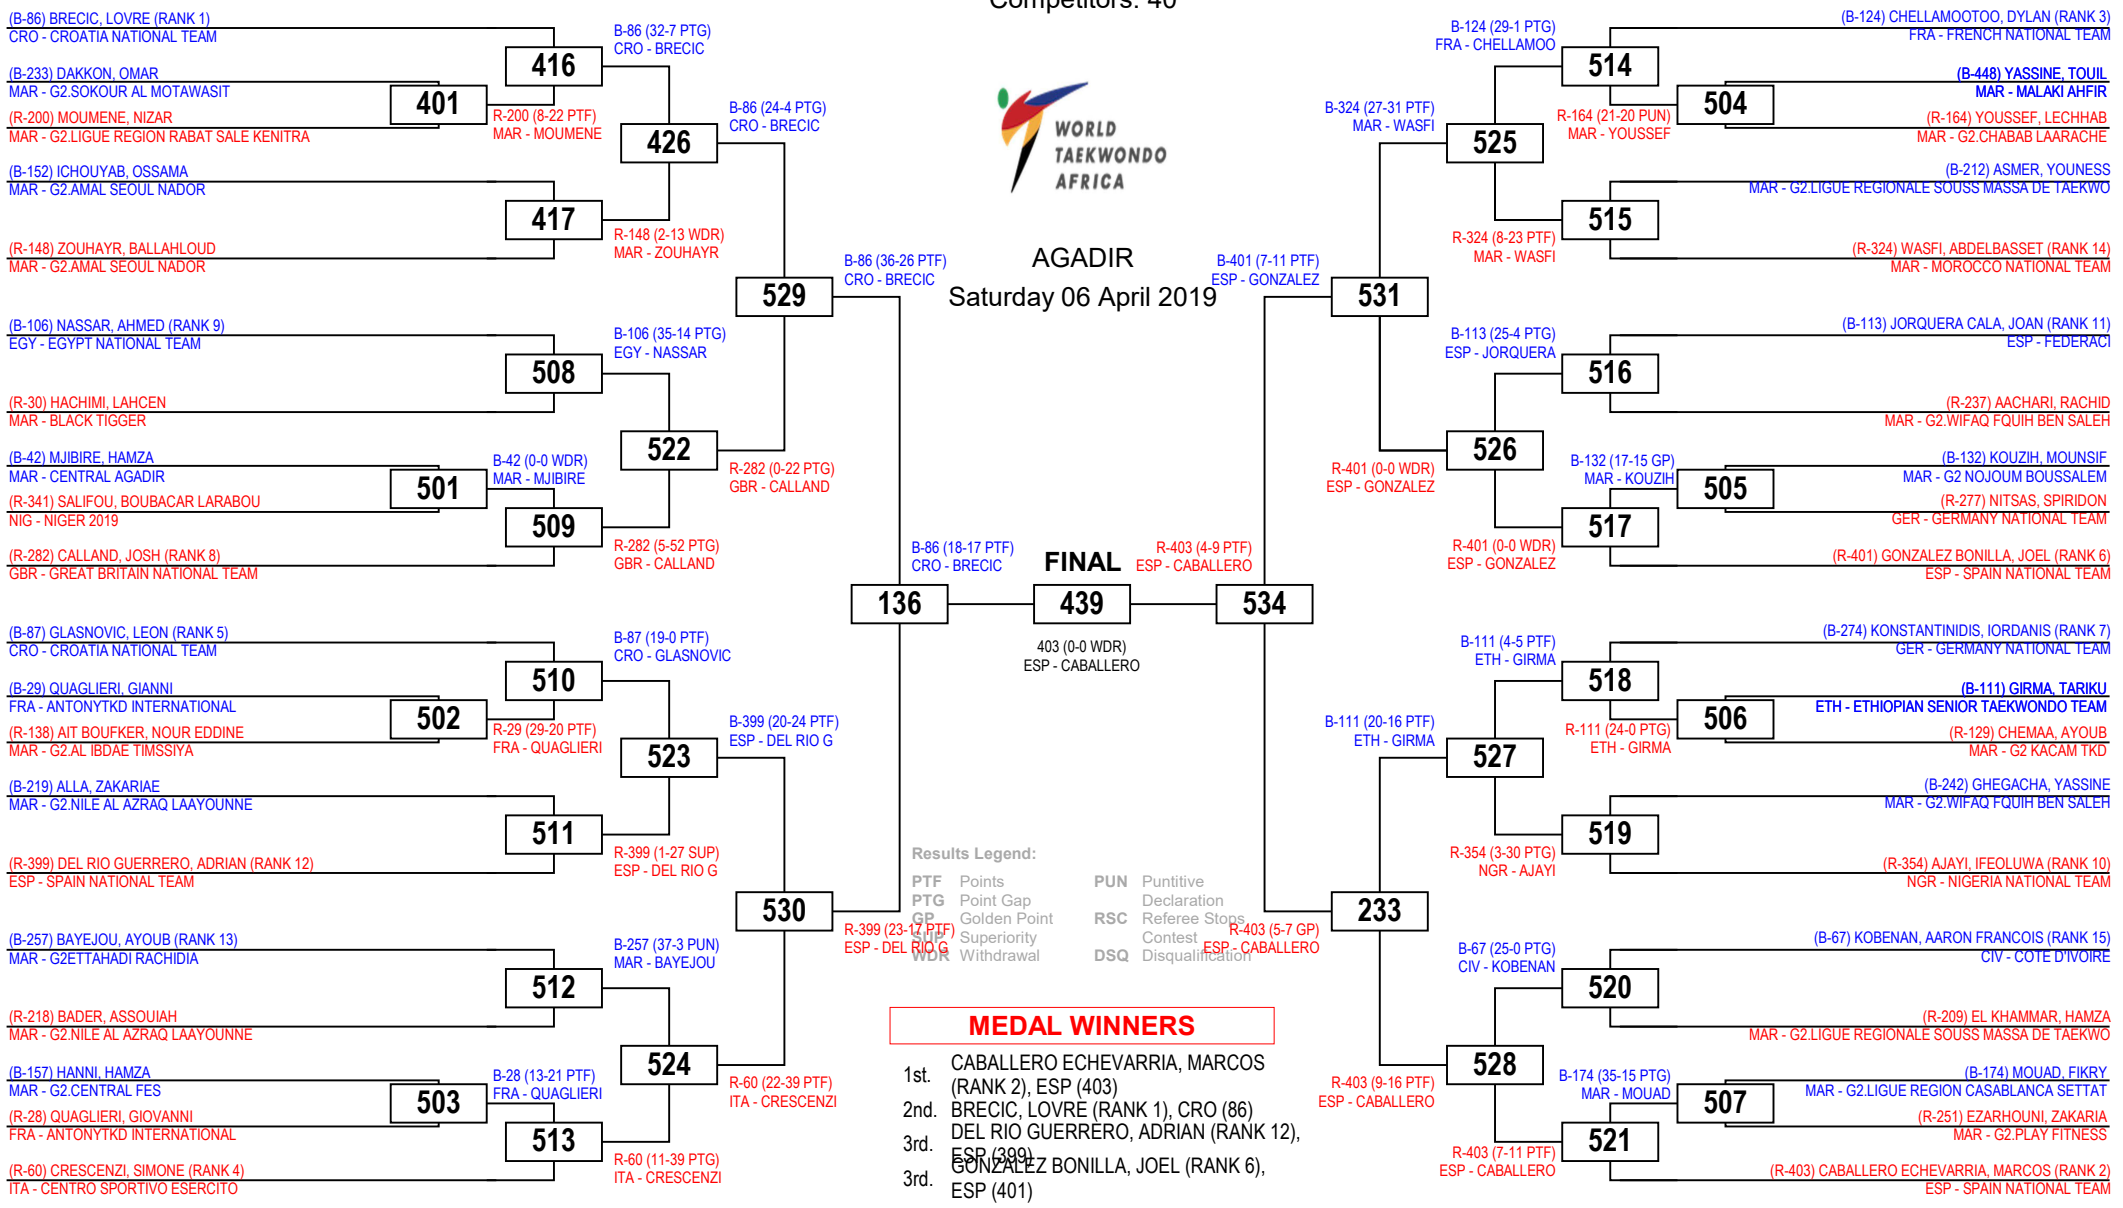 Competitors: 40
(B-86) BRECIC, LOVRE (RANK 1)
CRO - CROATIA NATIONAL TEAM
(B-233) DAKKON, OMAR
MAR - G2.SOKOUR AL MOTAWASIT
(R-200) MOUMENE, NIZAR
MAR - G2.LIGUE REGION RABAT SALE KENITRA
(B-152) ICHOUYAB, OSSAMA
MAR - G2.AMAL SEOUL NADOR
(R-148) ZOUHAYR, BALLAHLOUD
MAR - G2.AMAL SEOUL NADOR
(B-106) NASSAR, AHMED (RANK 9)
EGY - EGYPT NATIONAL TEAM
(R-30) HACHIMI, LAHCEN
MAR - BLACK TIGGER
(B-42) MJIBIRE, HAMZA
MAR - CENTRAL AGADIR
(R-341) SALIFOU, BOUBACAR LARABOU
NIG - NIGER 2019
(R-282) CALLAND, JOSH (RANK 8)
GBR - GREAT BRITAIN NATIONAL TEAM
(B-87) GLASNOVIC, LEON (RANK 5)
CRO - CROATIA NATIONAL TEAM
(B-29) QUAGLIERI, GIANNI
FRA - ANTONYTKD INTERNATIONAL
(R-138) AIT BOUFKER, NOUR EDDINE
MAR - G2.AL IBDAE TIMSSIYA
(B-219) ALLA, ZAKARIAE
MAR - G2.NILE AL AZRAQ LAAYOUNNE
(R-399) DEL RIO GUERRERO, ADRIAN (RANK 12)
ESP - SPAIN NATIONAL TEAM
(B-257) BAYEJOU, AYOUB (RANK 13)
MAR - G2ETTAHADI RACHIDIA
(R-218) BADER, ASSOUIAH
MAR - G2.NILE AL AZRAQ LAAYOUNNE
(B-157) HANNI, HAMZA
MAR - G2.CENTRAL FES
(R-28) QUAGLIERI, GIOVANNI
FRA - ANTONYTKD INTERNATIONAL
(R-60) CRESCENZI, SIMONE (RANK 4)
ITA - CENTRO SPORTIVO ESERCITO
401
501
502
503
R-200 (8-22 PTF)
MAR - MOUMENE
B-42 (0-0 WDR)
MAR - MJIBIRE
R-29 (29-20 PTF)
FRA - QUAGLIERI
B-28 (13-21 PTF)
FRA - QUAGLIERI
416
417
508
509
510
511
512
513
B-86 (32-7 PTG)
CRO - BRECIC
R-148 (2-13 WDR)
MAR - ZOUHAYR
B-106 (35-14 PTG)
EGY - NASSAR
R-282 (5-52 PTG)
GBR - CALLAND
B-87 (19-0 PTF)
CRO - GLASNOVIC
R-399 (1-27 SUP)
ESP - DEL RIO G
B-257 (37-3 PUN)
MAR - BAYEJOU
R-60 (11-39 PTG)
ITA - CRESCENZI
426
522
523
524
B-86 (24-4 PTG)
CRO - BRECIC
R-282 (0-22 PTG)
GBR - CALLAND
B-399 (20-24 PTF)
ESP - DEL RIO G
R-60 (22-39 PTF)
ITA - CRESCENZI
529
530
B-86 (36-26 PTF)
CRO - BRECIC
R-399 (23-17 PTF)
ESP - DEL RIO G
136
B-86 (18-17 PTF)
CRO - BRECIC
WORLD
TAEKWONDO
AFRICA
AGADIR
Saturday 06 April 2019
FINAL
439
403 (0-0 WDR)
ESP - CABALLERO
R-403 (4-9 PTF)
ESP - CABALLERO
534
B-401 (7-11 PTF)
ESP - GONZALEZ
R-403 (5-7 GP)
ESP - CABALLERO
531
233
B-324 (27-31 PTF)
MAR - WASFI
R-401 (0-0 WDR)
ESP - GONZALEZ
B-111 (20-16 PTF)
ETH - GIRMA
R-403 (9-16 PTF)
ESP - CABALLERO
525
526
527
528
B-124 (29-1 PTG)
FRA - CHELLAMOO
R-324 (8-23 PTF)
MAR - WASFI
B-113 (25-4 PTG)
ESP - JORQUERA
R-401 (0-0 WDR)
ESP - GONZALEZ
B-111 (4-5 PTF)
ETH - GIRMA
R-354 (3-30 PTG)
NGR - AJAYI
B-67 (25-0 PTG)
CIV - KOBENAN
R-403 (7-11 PTF)
ESP - CABALLERO
514
515
516
517
518
519
520
521
R-164 (21-20 PUN)
MAR - YOUSSEF
B-132 (17-15 GP)
MAR - KOUZIH
R-111 (24-0 PTG)
ETH - GIRMA
B-174 (35-15 PTG)
MAR - MOUAD
504
505
506
507
(B-124) CHELLAMOOTOO, DYLAN (RANK 3)
FRA - FRENCH NATIONAL TEAM
(B-448) YASSINE, TOUIL
MAR - MALAKI AHFIR
(R-164) YOUSSEF, LECHHAB
MAR - G2.CHABAB LAARACHE
(B-212) ASMER, YOUNESS
MAR - G2.LIGUE REGIONALE SOUSS MASSA DE TAEKWO
(R-324) WASFI, ABDELBASSET (RANK 14)
MAR - MOROCCO NATIONAL TEAM
(B-113) JORQUERA CALA, JOAN (RANK 11)
ESP - FEDERACI
(R-237) AACHARI, RACHID
MAR - G2.WIFAQ FQUIH BEN SALEH
(B-132) KOUZIH, MOUNSIF
MAR - G2 NOJOUM BOUSSALEM
(R-277) NITSAS, SPIRIDON
GER - GERMANY NATIONAL TEAM
(R-401) GONZALEZ BONILLA, JOEL (RANK 6)
ESP - SPAIN NATIONAL TEAM
(B-274) KONSTANTINIDIS, IORDANIS (RANK 7)
GER - GERMANY NATIONAL TEAM
(B-111) GIRMA, TARIKU
ETH - ETHIOPIAN SENIOR TAEKWONDO TEAM
(R-129) CHEMAA, AYOUB
MAR - G2 KACAM TKD
(B-242) GHEGACHA, YASSINE
MAR - G2.WIFAQ FQUIH BEN SALEH
(R-354) AJAYI, IFEOLUWA (RANK 10)
NGR - NIGERIA NATIONAL TEAM
(B-67) KOBENAN, AARON FRANCOIS (RANK 15)
CIV - COTE D'IVOIRE
(R-209) EL KHAMMAR, HAMZA
MAR - G2.LIGUE REGIONALE SOUSS MASSA DE TAEKWO
(B-174) MOUAD, FIKRY
MAR - G2.LIGUE REGION CASABLANCA SETTAT
(R-251) EZARHOUNI, ZAKARIA
MAR - G2.PLAY FITNESS
(R-403) CABALLERO ECHEVARRIA, MARCOS (RANK 2)
ESP - SPAIN NATIONAL TEAM
Results Legend:
PTF Points
PTG Point Gap
GP Golden Point
SUP Superiority
WDR Withdrawal
PUN Puntitive
Declaration
RSC Referee Stops
Contest
DSQ Disqualification
MEDAL WINNERS
1st. CABALLERO ECHEVARRIA, MARCOS
(RANK 2), ESP (403)
2nd. BRECIC, LOVRE (RANK 1), CRO (86)
3rd. DEL RIO GUERRERO, ADRIAN (RANK 12),
ESP (399)
3rd. GONZALEZ BONILLA, JOEL (RANK 6),
ESP (401)